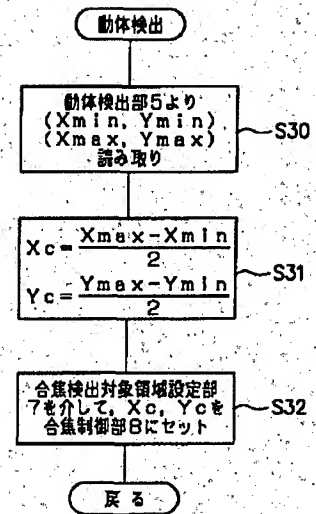 動体検出
動体検出部5より
(Xmin, Ymin)
(Xmax, Ymax)
読み取り
S30
Xc=Xmax-Xmin/2
Yc=Ymax-Ymin/2
S31
合焦検出対象領域設定部
7を介して,Xc,Ycを
合焦制御部8にセット
S32
戻る